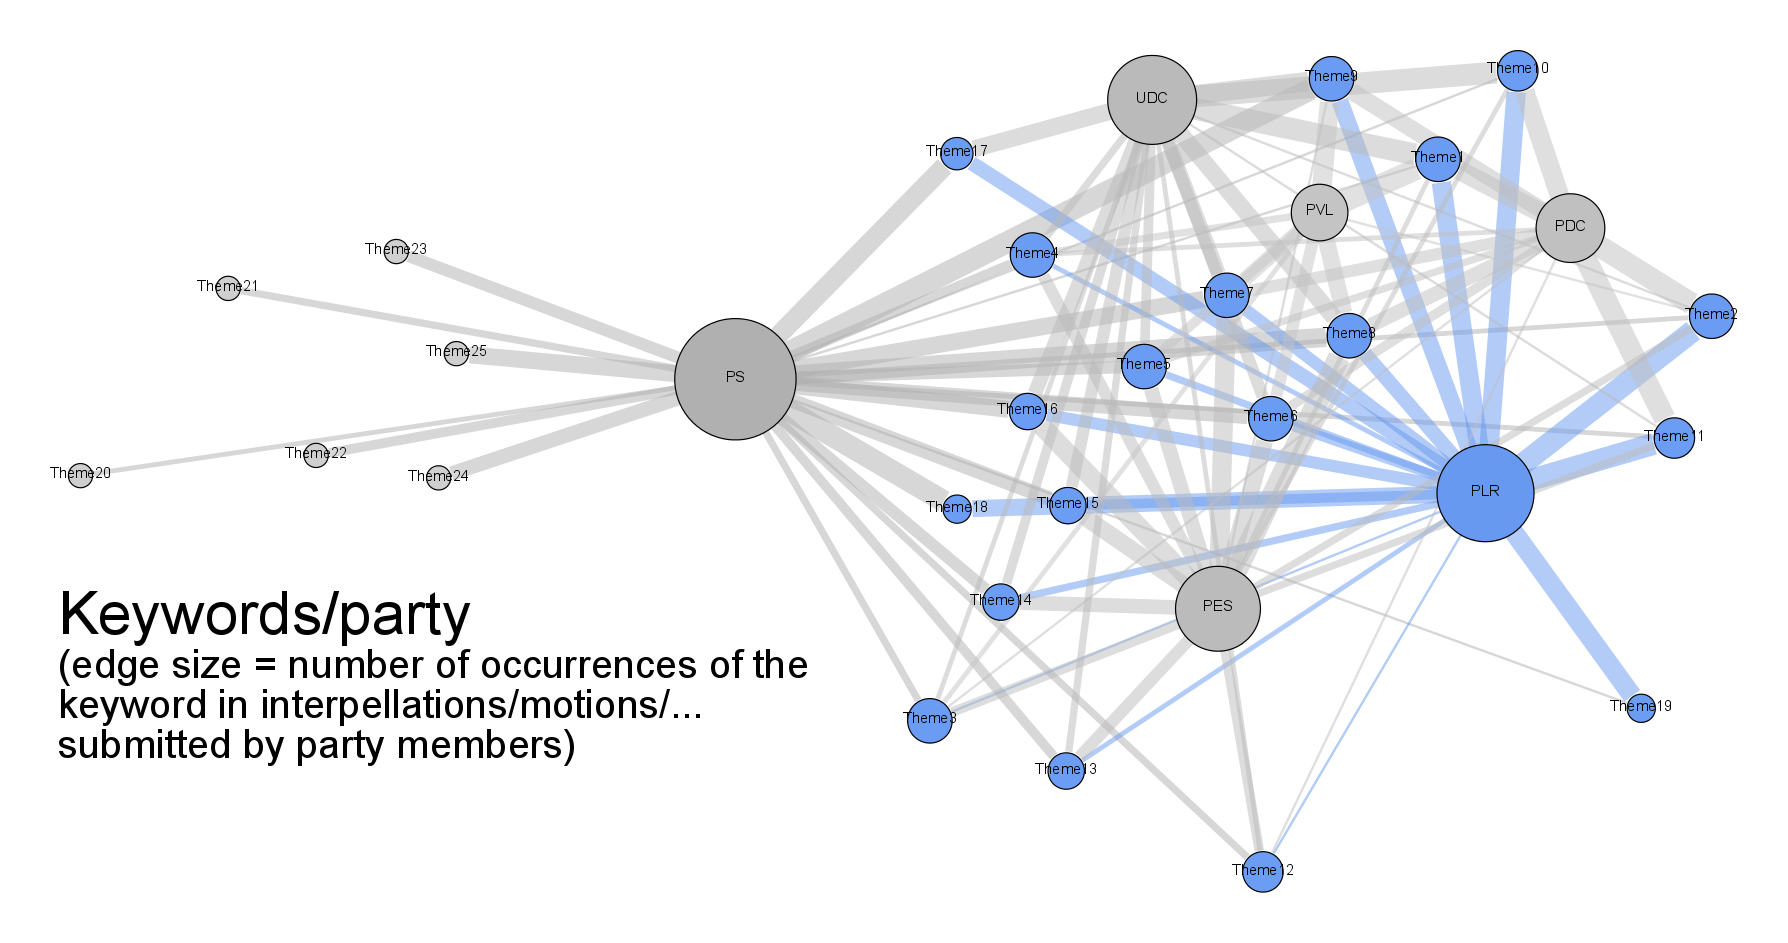 Theme10
Theme9
UDC
Theme17
Theme1
PVL
PDC
Theme23
Theme4
Theme21
Theme7
Theme2
Theme8
Theme25
Theme5
PS
Theme16
Theme6
Theme11
Theme22
Theme20
Theme24
PLR
Theme18
Theme15
Theme14
PES
Keywords/party
(edge size = number of occurrences of the
keyword in interpellations/motions/...
submitted by party members)
Theme19
Theme3
Theme13
Theme12